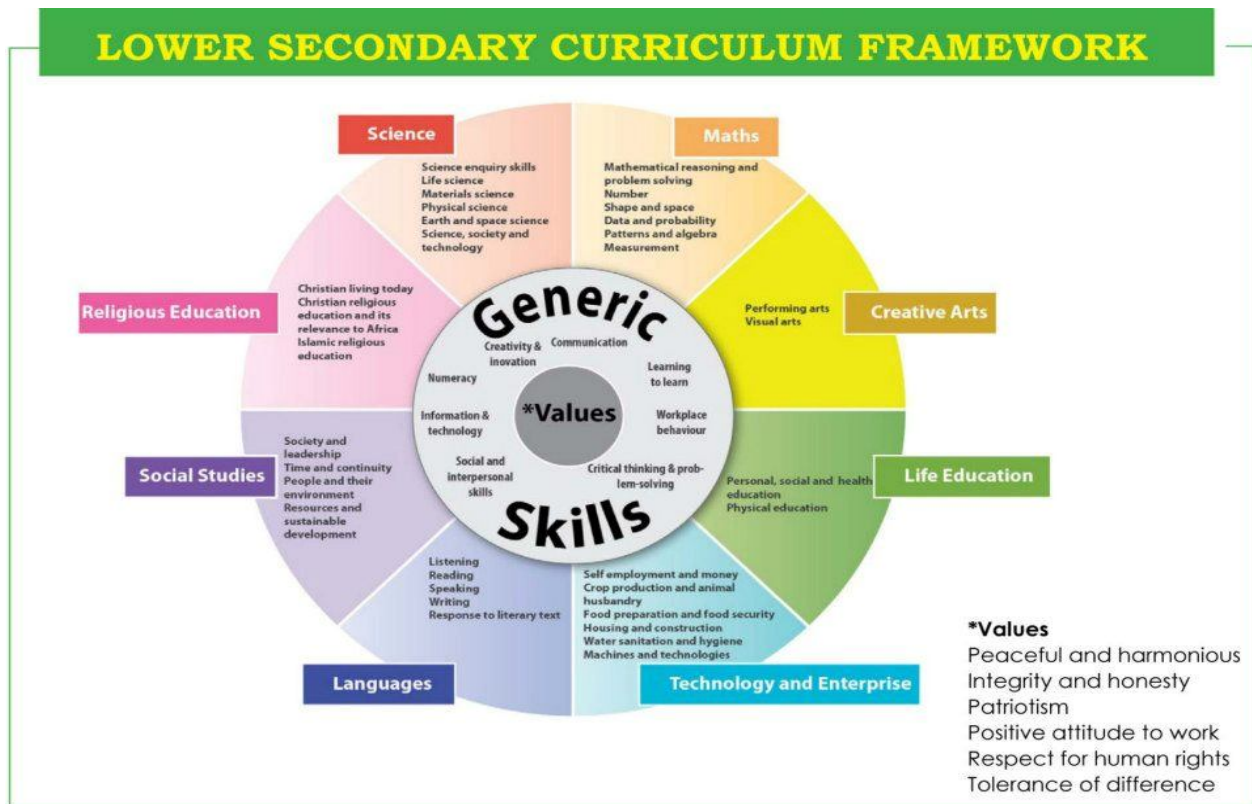 LOWER SECONDARY CURRICULUM FRAMEWORK
Science
Science enquiry skills
Life science
Materials science
Physical science
Earth and space science
Science, society and
technology
Maths
Mathematical reasoning and
problem solving
Number
Shape and space
Data and probability
Patterns and algebra
Measurement
Religious Education
Christian living today
Christian religious
education and its
relevance to Africa
Islamic religious
education
Creative Arts
Performing arts
Visual arts
Generic
Creativity &
inovation
Communication
Numeracy
Learning
to learn
Information &
technology
*Values
Workplace
behaviour
Social and
interpersonal
skills
Critical thinking & prob-
lem-solving
Skills
Social Studies
Society and
leadership
Time and continuity
People and their
environment
Resources and
sustainable
development
Life Education
Personal, social and health
education
Physical education
Languages
Listening
Reading
Speaking
Writing
Response to literary text
Technology and Enterprise
Self employment and money
Crop production and animal
husbandry
Food preparation and food security
Housing and construction
Water sanitation and hygiene
Machines and technologies
*Values
Peaceful and harmonious
Integrity and honesty
Patriotism
Positive attitude to work
Respect for human rights
Tolerance of difference